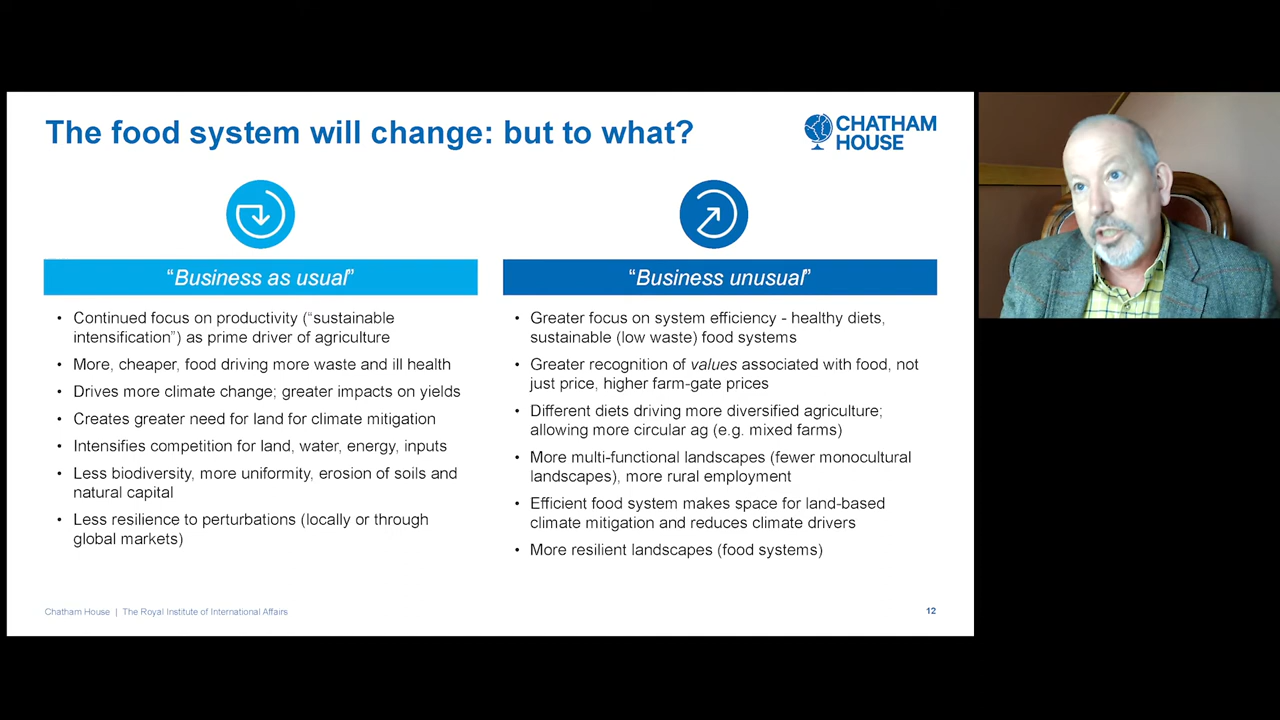 The food system will change: but to what?
CHATHAM
HOUSE
“Business as usual”
• Continued focus on productivity (“sustainable
intensification”) as prime driver of agriculture
• More, cheaper, food driving more waste and ill health
• Drives more climate change; greater impacts on yields
• Creates greater need for land for climate mitigation
• Intensifies competition for land, water, energy, inputs
• Less biodiversity, more uniformity, erosion of soils and
natural capital
• Less resilience to perturbations (locally or through
global markets)
“Business unusual”
• Greater focus on system efficiency - healthy diets,
sustainable (low waste) food systems
• Greater recognition of values associated with food, not
just price, higher farm-gate prices
• Different diets driving more diversified agriculture;
allowing more circular ag (e.g. mixed farms)
• More multi-functional landscapes (fewer monocultural
landscapes), more rural employment
• Efficient food system makes space for land-based
climate mitigation and reduces climate drivers
• More resilient landscapes (food systems)
Chatham House | The Royal Institute of International Affairs
12